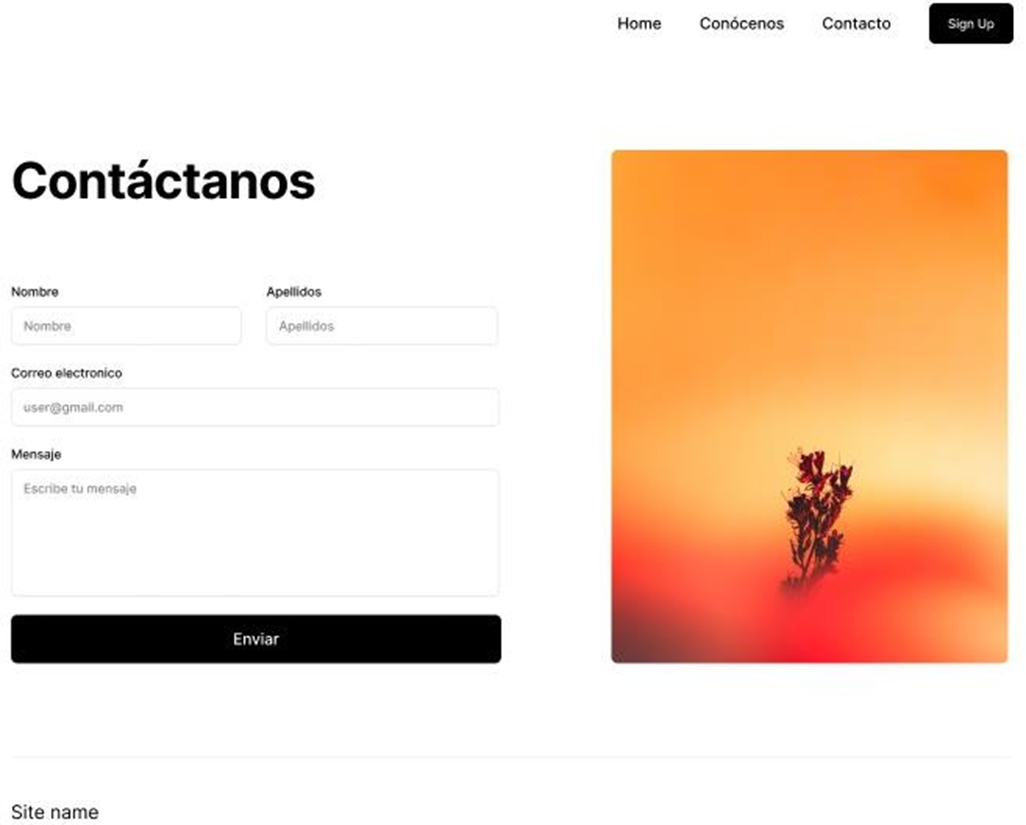 Home Conócenos Contacto Sign Up
Contáctanos
Nombre Apellidos
Nombre Apellidos
Correo electronico
user@gmail.com
Mensaje
Escribe tu mensaje
Enviar
Site name